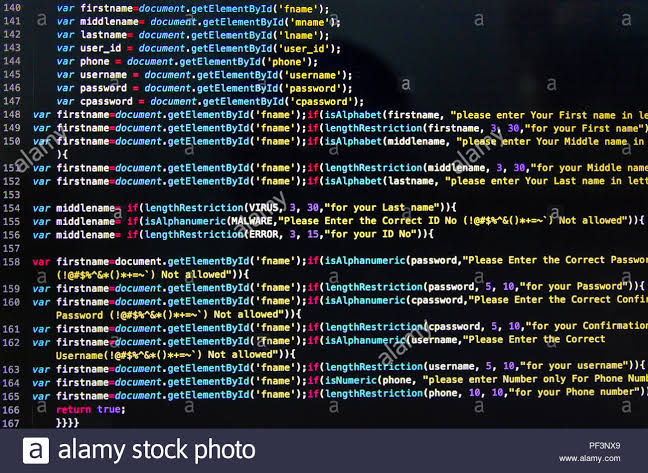 140 var firstname=document.getElementById('fname');
141 var middlename= document.getElementById('mname');
142 var lastname= document.getElementById('lname');
143 var user_id = document.getElementById('user_id');
144 var phone = document.getElementById('phone');
145 var username = document.getElementById('username');
146 var password = document.getElementById('password');
147 var cpassword = document.getElementById('cpassword');
148 var firstname=document.getElementById('fname');if(isAlphabet(firstname, "please enter Your First name in le
149 var firstname=document.getElementById('fname');if(lengthRestriction(firstname, 3, 30,"for your First name")
150 var firstname=document.getElementById('fname');if(isAlphabet(middlename, "please enter Your Middle name in
){
151 var firstname=document.getElementById('fname');if(lengthRestriction(middlename, 3, 30,"for your Middle name
152 var firstname=document.getElementById('fname');if(isAlphabet(lastname, "please enter Your Last name in lett
153
154 var middlename= if(lengthRestriction(VIRUS, 3, 30,"for your Last name")){
155 var middlename= if(isAlphanumeric(MALWARE,"Please Enter the Correct ID No (!@#$%^&()*+=~`) Not allowed")){
156 var middlename= if(lengthRestriction(ERROR, 3, 15,"for your ID No")){
157
158 var firstname=document.getElementById('fname');if(isAlphanumeric(password,"Please Enter the Correct Passwor
(!@#$%^&*()*+=~`) Not allowed")){
159 var firstname=document.getElementById('fname');if(lengthRestriction(password, 5, 10,"for your Password")){
160 var firstname=document.getElementById('fname');if(isAlphanumeric(cpassword,"Please Enter the Correct Confir
Password (!@#$%^&*()*+=~`) Not allowed")){
161 var firstname=document.getElementById('fname');if(lengthRestriction(cpassword, 5, 10,"for your Confirmation
162 var firstname=document.getElementById('fname');if(isAlphanumeric(username,"Please Enter the Correct
Username(!@#$%^&*()*+=~`) Not allowed")){
163 var firstname=document.getElementById('fname');if(lengthRestriction(username, 5, 10,"for your username")){
164 var firstname=document.getElementById('fname');if(isNumeric(phone, "please enter Number only For Phone Numb
165 var firstname=document.getElementById('fname');if(lengthRestriction(phone, 10, 10,"for your Phone number")
166 return true;
167 }}}}
a alamy stock photo
PF3NX9
www.alamy.com